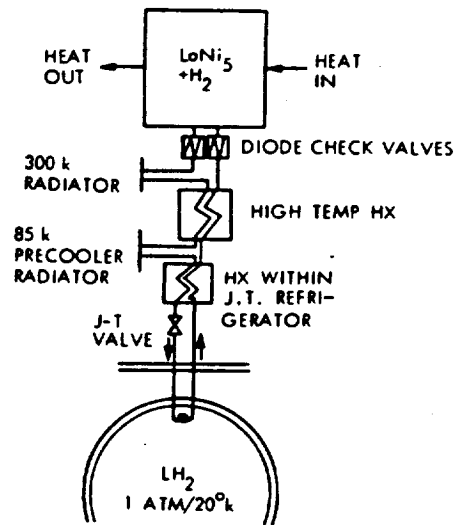 HEAT
OUT
LoNi5
+H2
HEAT
IN
DIODE CHECK VALVES
300 k
RADIATOR
HIGH TEMP HX
85 k
PRECOOLER
RADIATOR
HX WITHIN
J.T. REFRI-
GERATOR
J-T
VALVE
LH2
1 ATM/20°k